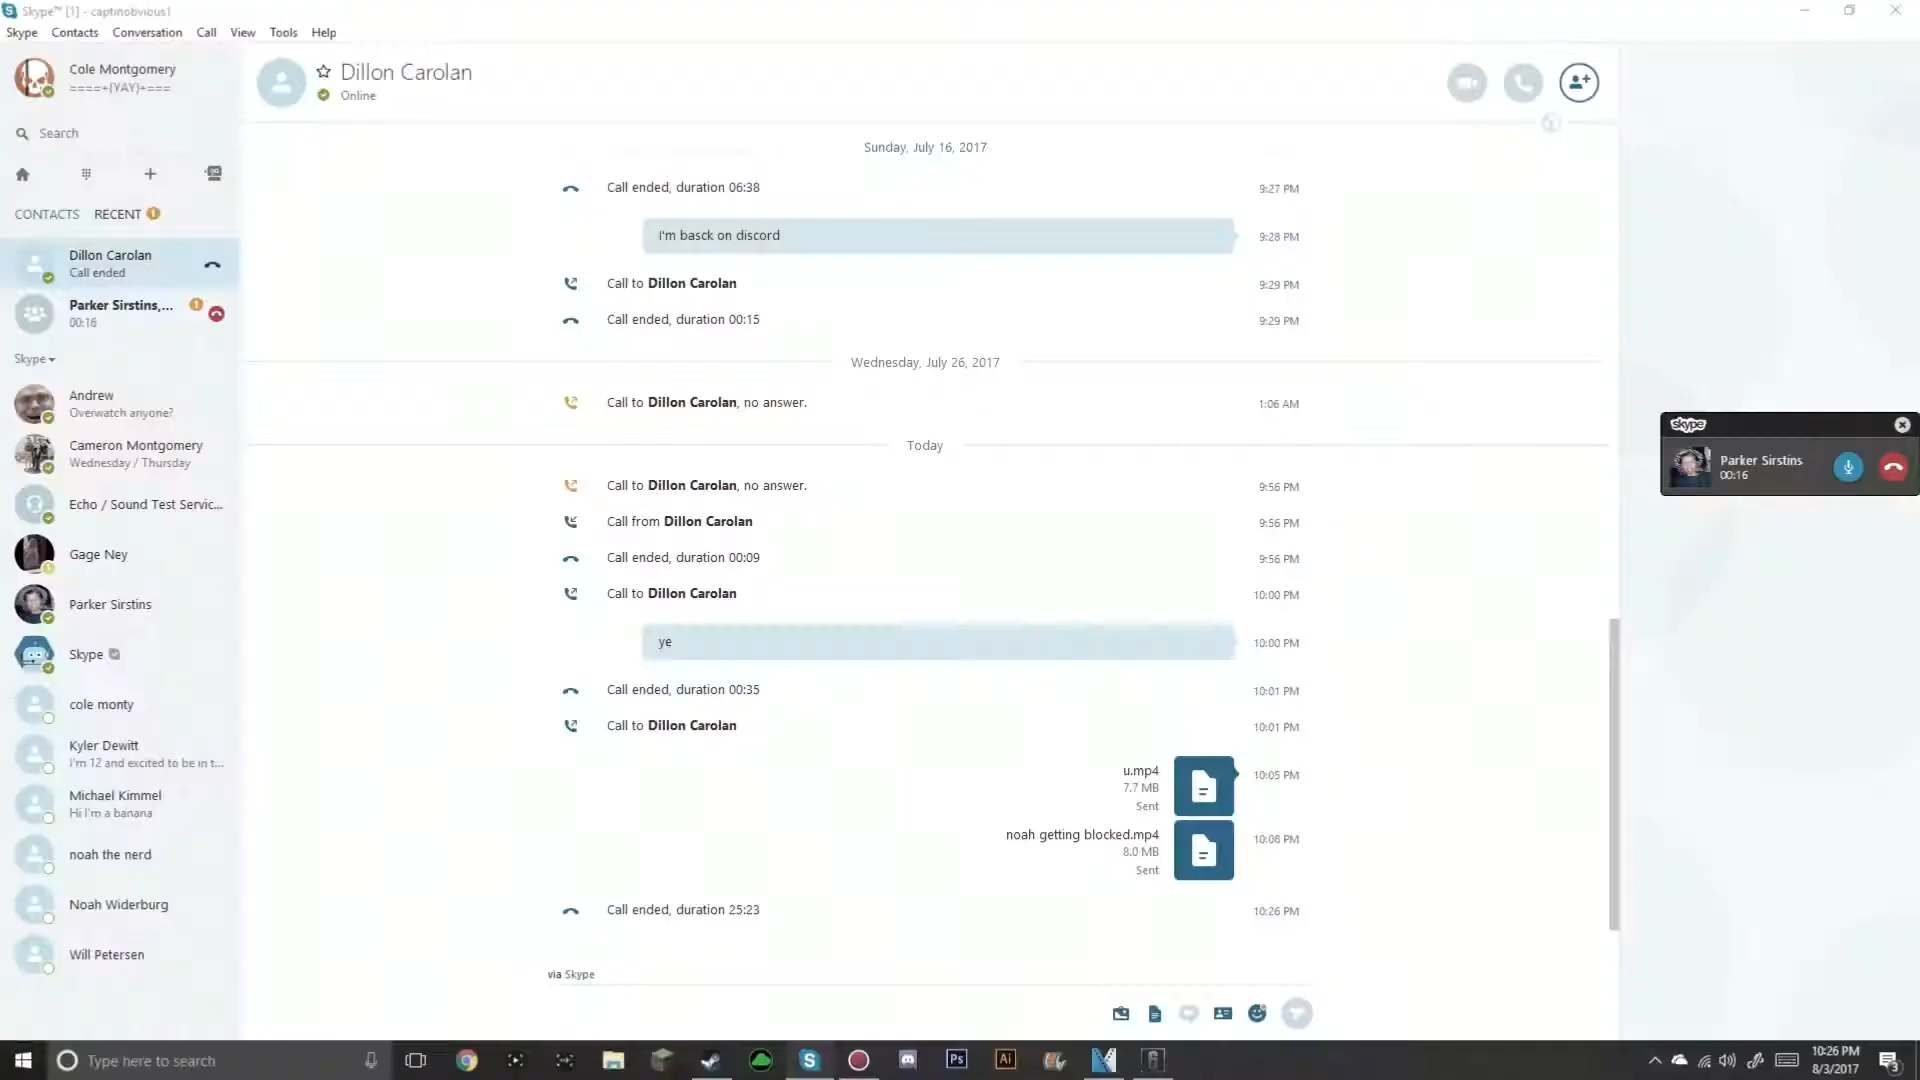 Skype™ [1] - captinobvious1
Skype Contacts Conversation Call View Tools Help
Cole Montgomery
====+(YAY)+===
Search
CONTACTS RECENT 1
Dillon Carolan
Call ended
Parker Sirstins,... 1
00:16
Skype
Andrew
Overwatch anyone?
Cameron Montgomery
Wednesday / Thursday
Echo / Sound Test Servic...
Gage Ney
Parker Sirstins
Skype
cole monty
Kyler Dewitt
I'm 12 and excited to be in t...
Michael Kimmel
Hi I'm a banana
noah the nerd
Noah Widerburg
Will Petersen
Dillon Carolan
Online
Sunday, July 16, 2017
Call ended, duration 06:38 9:27 PM
I'm basck on discord 9:28 PM
Call to Dillon Carolan 9:29 PM
Call ended, duration 00:15 9:29 PM
Wednesday, July 26, 2017
Call to Dillon Carolan, no answer. 1:06 AM
Today
Call to Dillon Carolan, no answer. 9:56 PM
Call from Dillon Carolan 9:56 PM
Call ended, duration 00:09 9:56 PM
Call to Dillon Carolan 10:00 PM
ye 10:00 PM
Call ended, duration 00:35 10:01 PM
Call to Dillon Carolan 10:01 PM
u.mp4 10:05 PM
7.7 MB
Sent
noah getting blocked.mp4 10:08 PM
8.0 MB
Sent
Call ended, duration 25:23 10:26 PM
via Skype
skype
Parker Sirstins
00:16
Type here to search
Ps
Ai
10:26 PM
8/3/2017
3